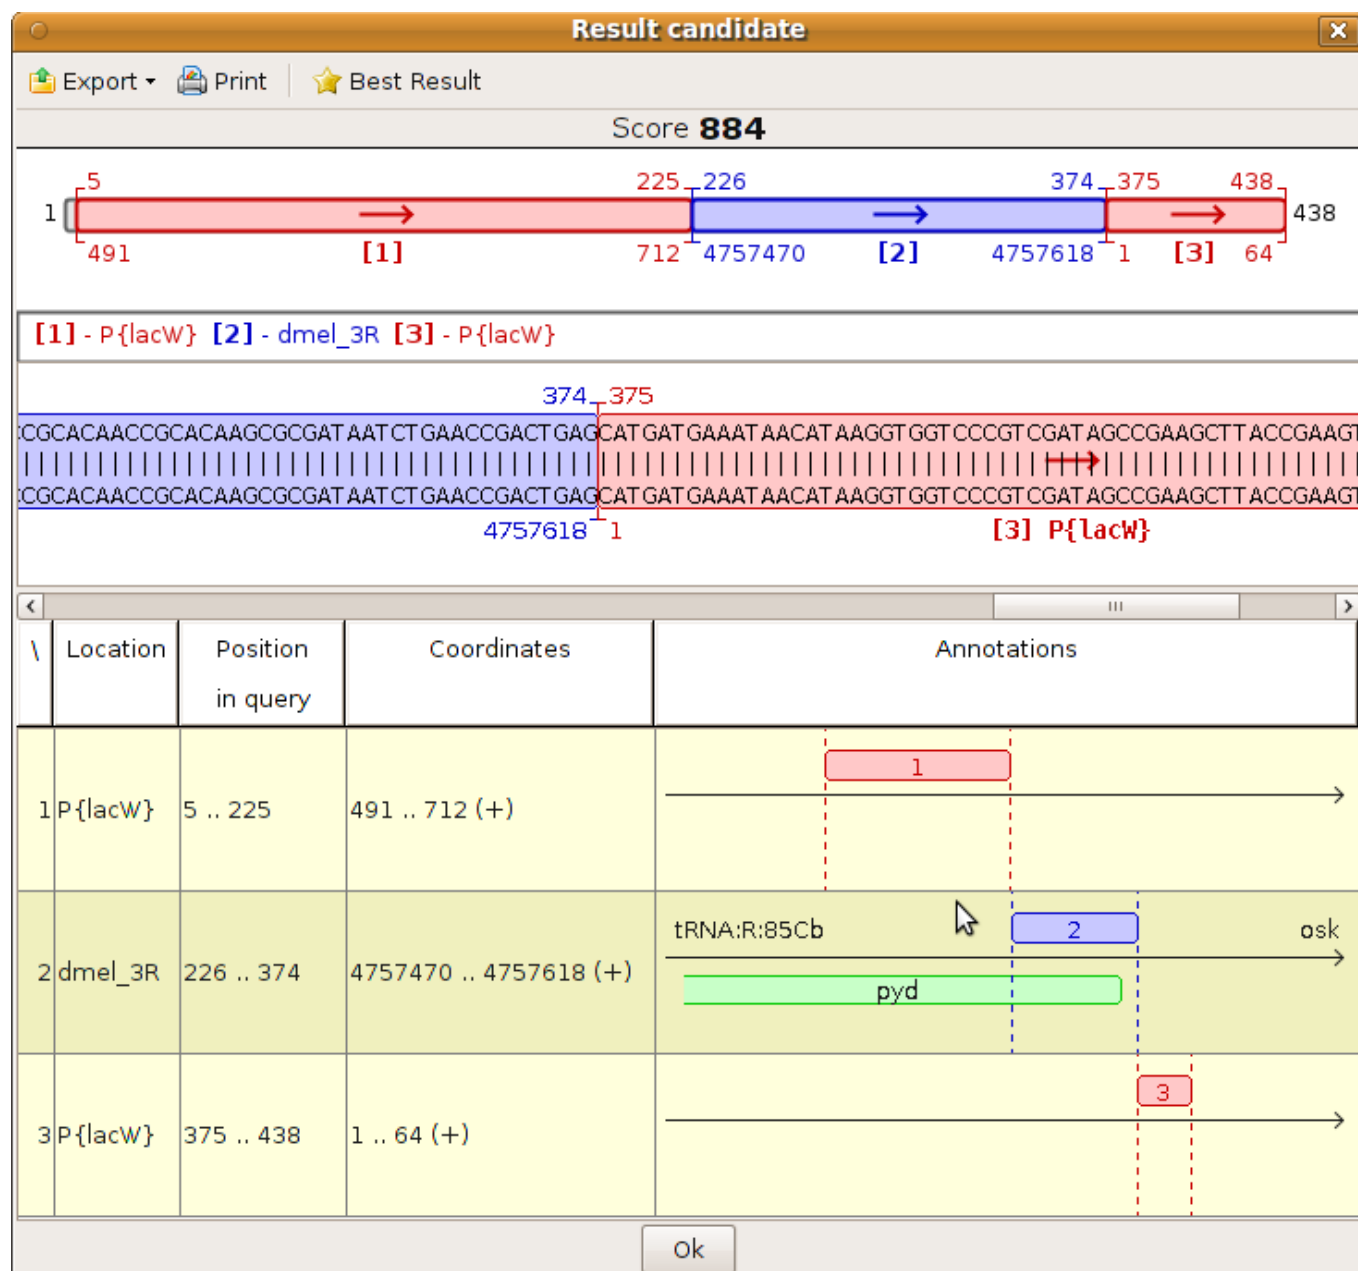 Result candidate
Export Print Best Result
Score 884
5 225 226 374 375 438
1 438
491 [1] 712 4757470 [2] 4757618 1 [3] 64
[1] - P{lacW} [2] - dmel_3R [3] - P{lacW}
374 375
CGCACAACCGCACAAGCGCGATAATCTGAACCGACTGAGCATGATGAAATAACATAAGGTGGTCCCGTCGATAGCCGAAGCTTACCGAAGT
CGCACAACCGCACAAGCGCGATAATCTGAACCGACTGAGCATGATGAAATAACATAAGGTGGTCCCGTCGATAGCCGAAGCTTACCGAAGT
4757618 1 [3] P{lacW}
\ Location Position in query Coordinates Annotations
1 P{lacW} 5 .. 225 491 .. 712 (+) 1
2 dmel_3R 226 .. 374 4757470 .. 4757618 (+) tRNA:R:85Cb 2 osk
pyd
3 P{lacW} 375 .. 438 1 .. 64 (+) 3
Ok